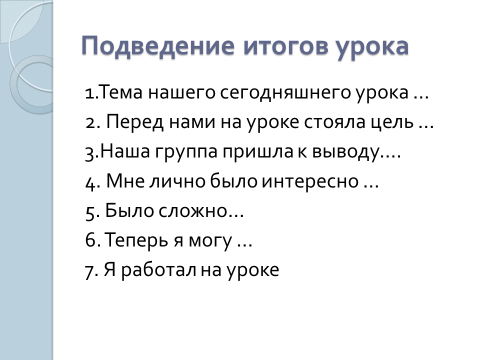 Подведение итогов урока
1.Тема нашего сегодняшнего урока ...
2. Перед нами на уроке стояла цель ...
3.Наша группа пришла к выводу....
4. Мне лично было интересно ...
5. Было сложно...
6. Теперь я могу ...
7. Я работал на уроке